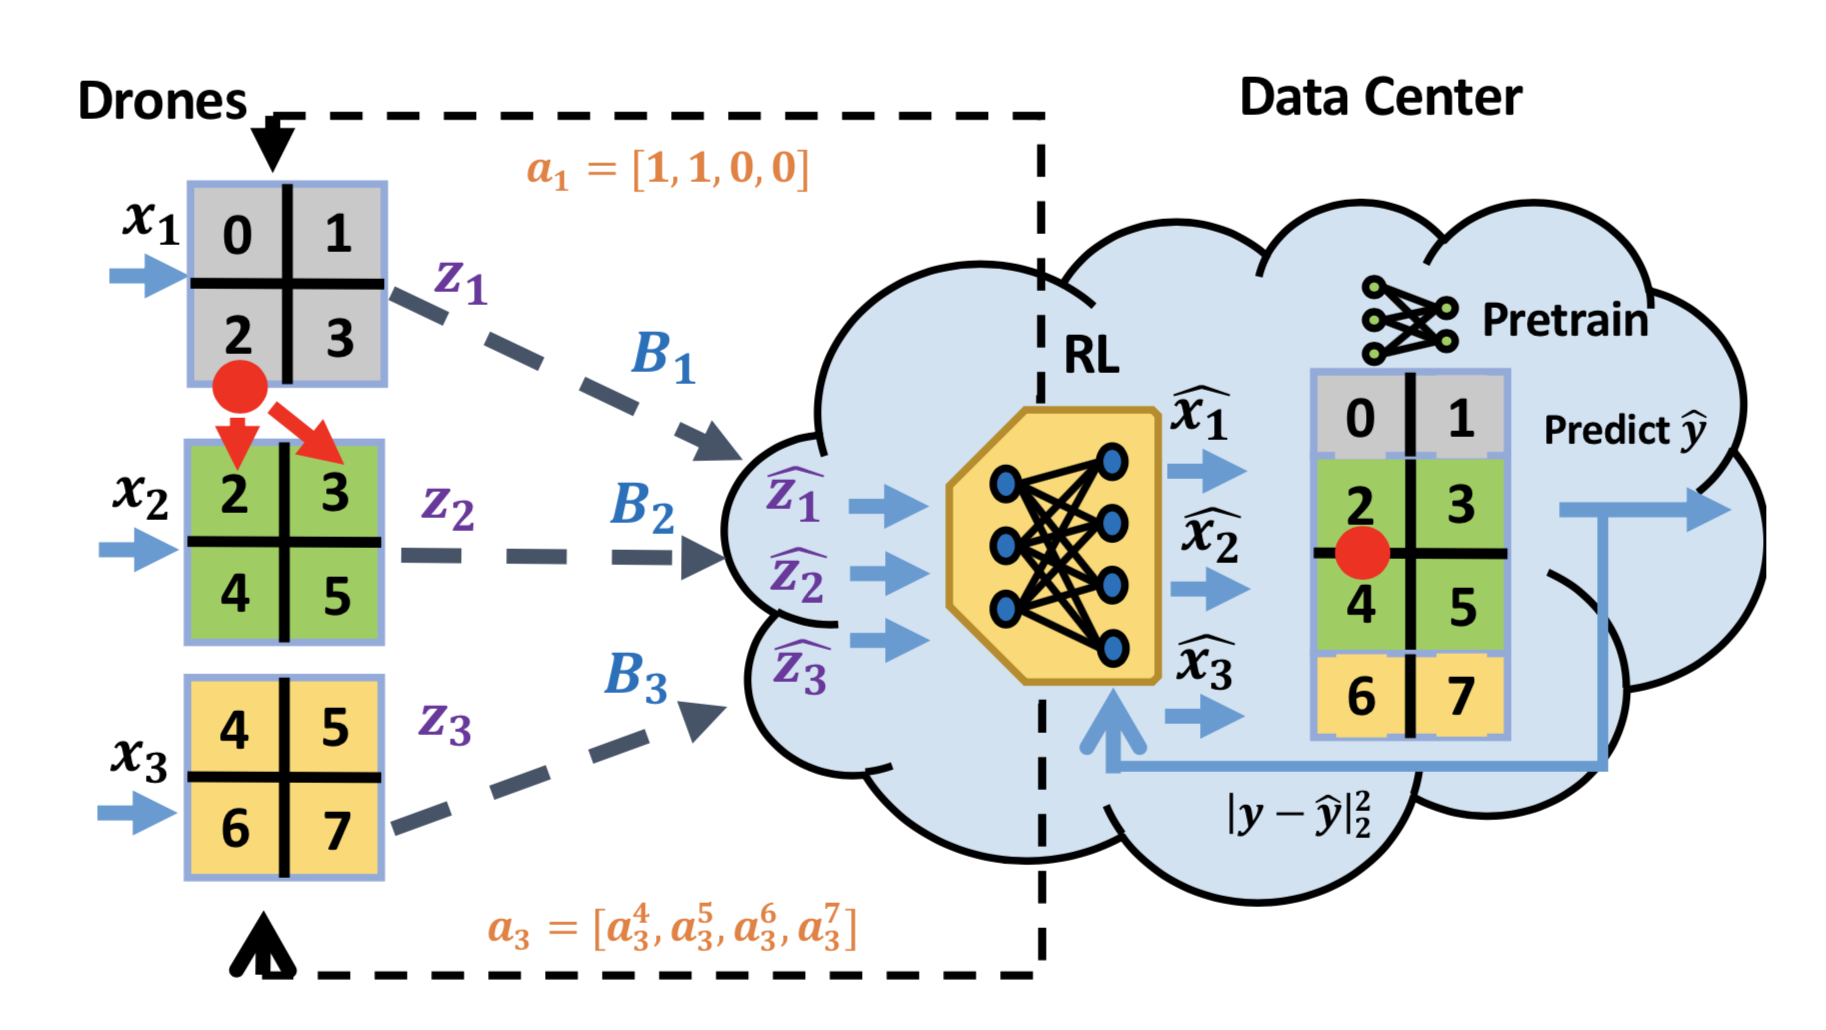 Drones
Data Center
a₁ = [1, 1, 0, 0]
x₁
0 1
2 3
z₁
B₁
x₂
2 3
4 5
z₂
B₂
x₃
4 5
6 7
z₃
B₃
a₃ = [a₃⁴, a₃⁵, a₃⁶, a₃⁷]
ẑ₁
ẑ₂
ẑ₃
RL
x̂₁
x̂₂
x̂₃
Pretrain
0 1
2 3
4 5
6 7
Predict ŷ
|y − ŷ|₂²